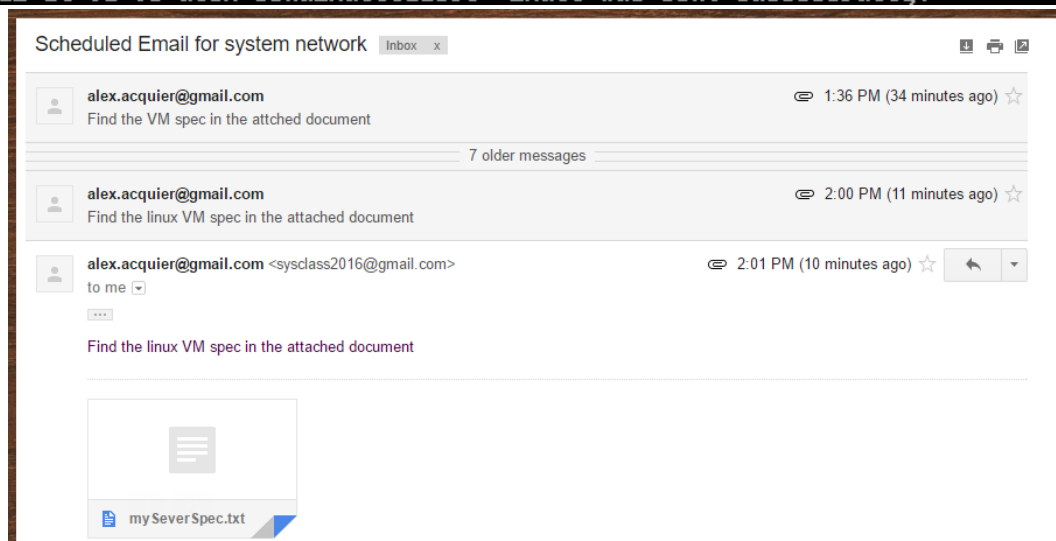 Scheduled Email for system network Inbox x
alex.acquier@gmail.com 1:36 PM (34 minutes ago)
Find the VM spec in the attched document
7 older messages
alex.acquier@gmail.com 2:00 PM (11 minutes ago)
Find the linux VM spec in the attached document
alex.acquier@gmail.com <sysclass2016@gmail.com> 2:01 PM (10 minutes ago)
to me
Find the linux VM spec in the attached document
mySeverSpec.txt